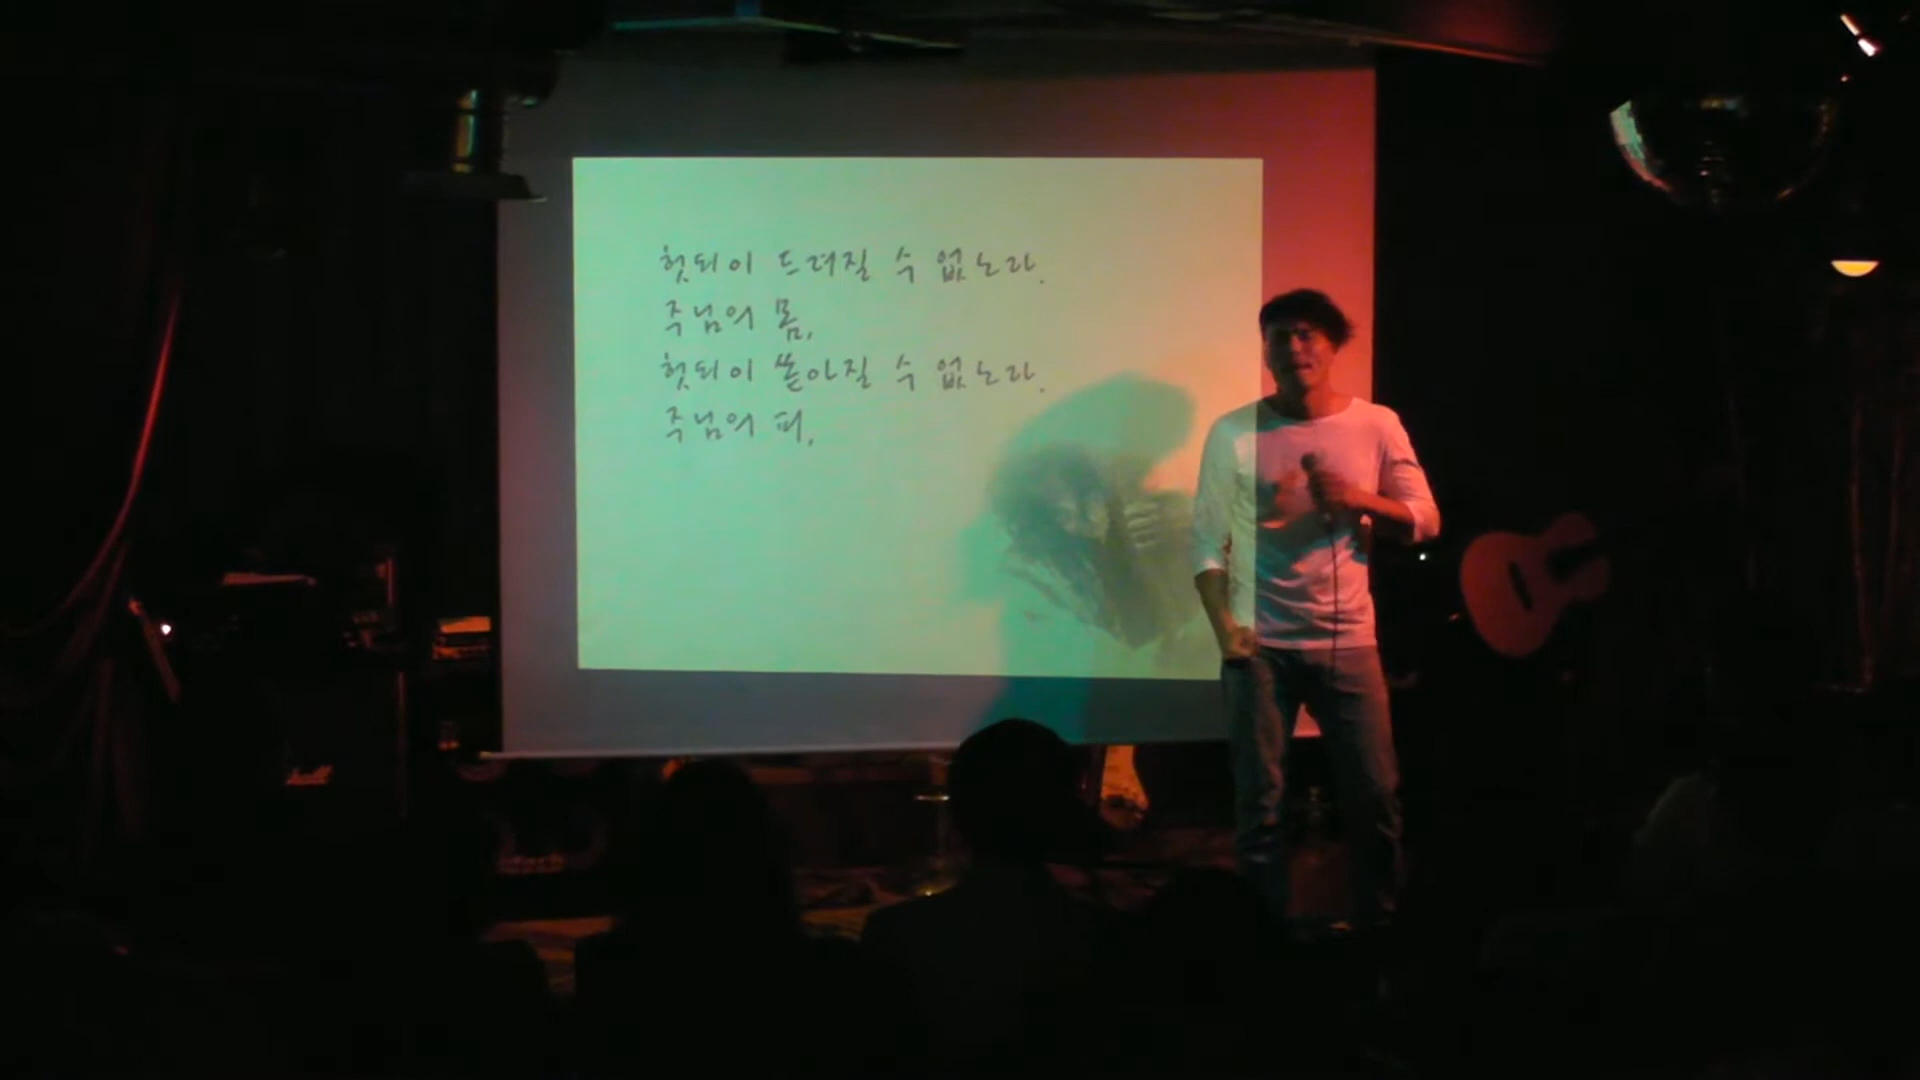 헛되이 드려질 수 없노라.
주님의 몸,
헛되이 쏟아질 수 없노라.
주님의 피,
Marshall